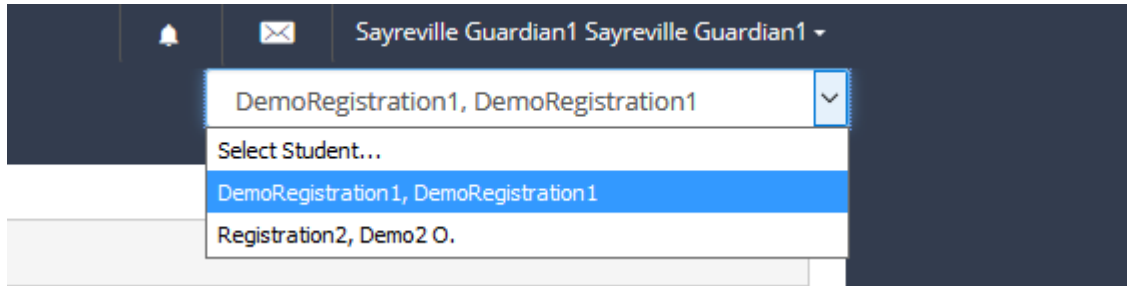 Sayreville Guardian1 Sayreville Guardian1
DemoRegistration1, DemoRegistration1
Select Student...
DemoRegistration1, DemoRegistration1
Registration2, Demo2 O.